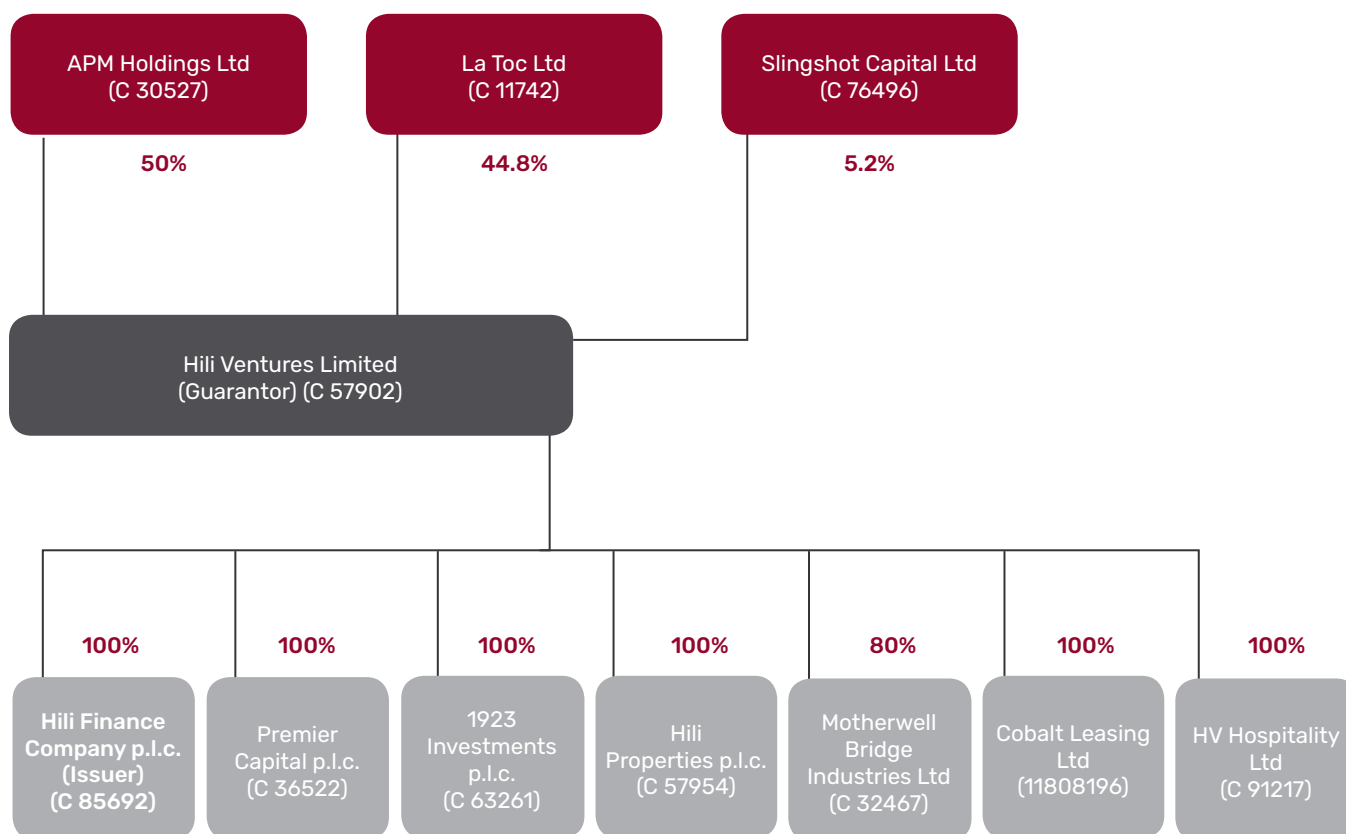 APM Holdings Ltd
(C 30527)
La Toc Ltd
(C 11742)
Slingshot Capital Ltd
(C 76496)
50%
44.8%
5.2%
Hili Ventures Limited
(Guarantor) (C 57902)
100%
100%
100%
100%
80%
100%
100%
Hili Finance
Company p.l.c.
(Issuer)
(C 85692)
Premier
Capital p.l.c.
(C 36522)
1923
Investments
p.l.c.
(C 63261)
Hili
Properties p.l.c.
(C 57954)
Motherwell
Bridge
Industries Ltd
(C 32467)
Cobalt Leasing
Ltd
(11808196)
HV Hospitality
Ltd
(C 91217)